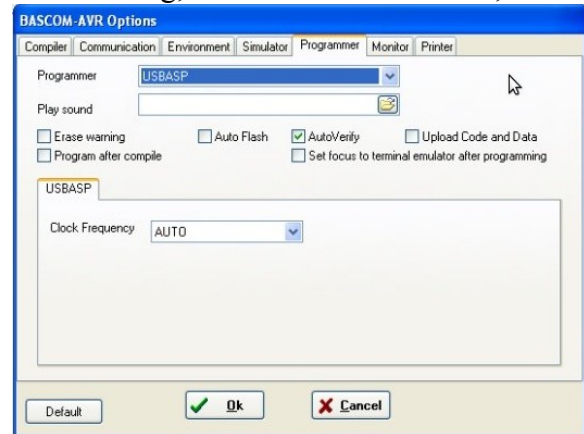 BASCOM-AVR Options
Compiler Communication Environment Simulator Programmer Monitor Printer
Programmer USBASP
Play sound
Erase warning Auto Flash AutoVerify Upload Code and Data
Program after compile Set focus to terminal emulator after programming
USBASP
Clock Frequency AUTO
Default Ok Cancel